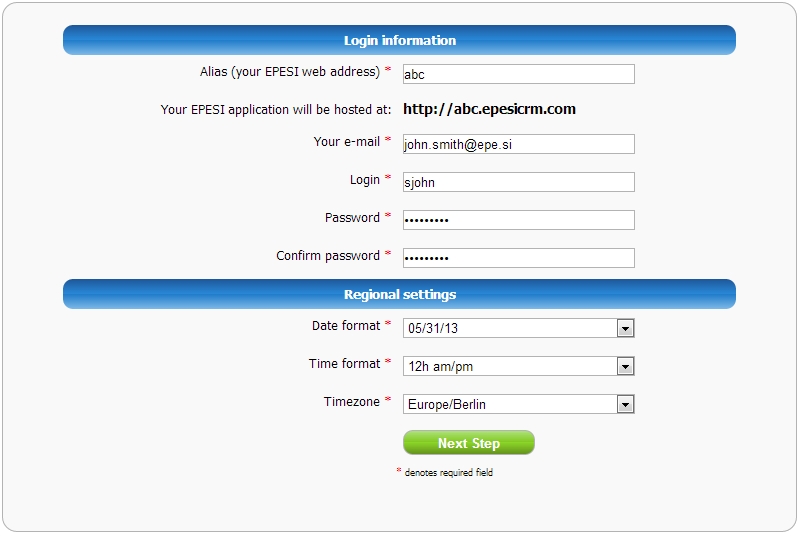 Login information
Alias (your EPESI web address) * abc
Your EPESI application will be hosted at: http://abc.epesicrm.com
Your e-mail * john.smith@epe.si
Login * sjohn
Password * •••••••••
Confirm password * •••••••••
Regional settings
Date format * 05/31/13
Time format * 12h am/pm
Timezone * Europe/Berlin
Next Step
* denotes required field